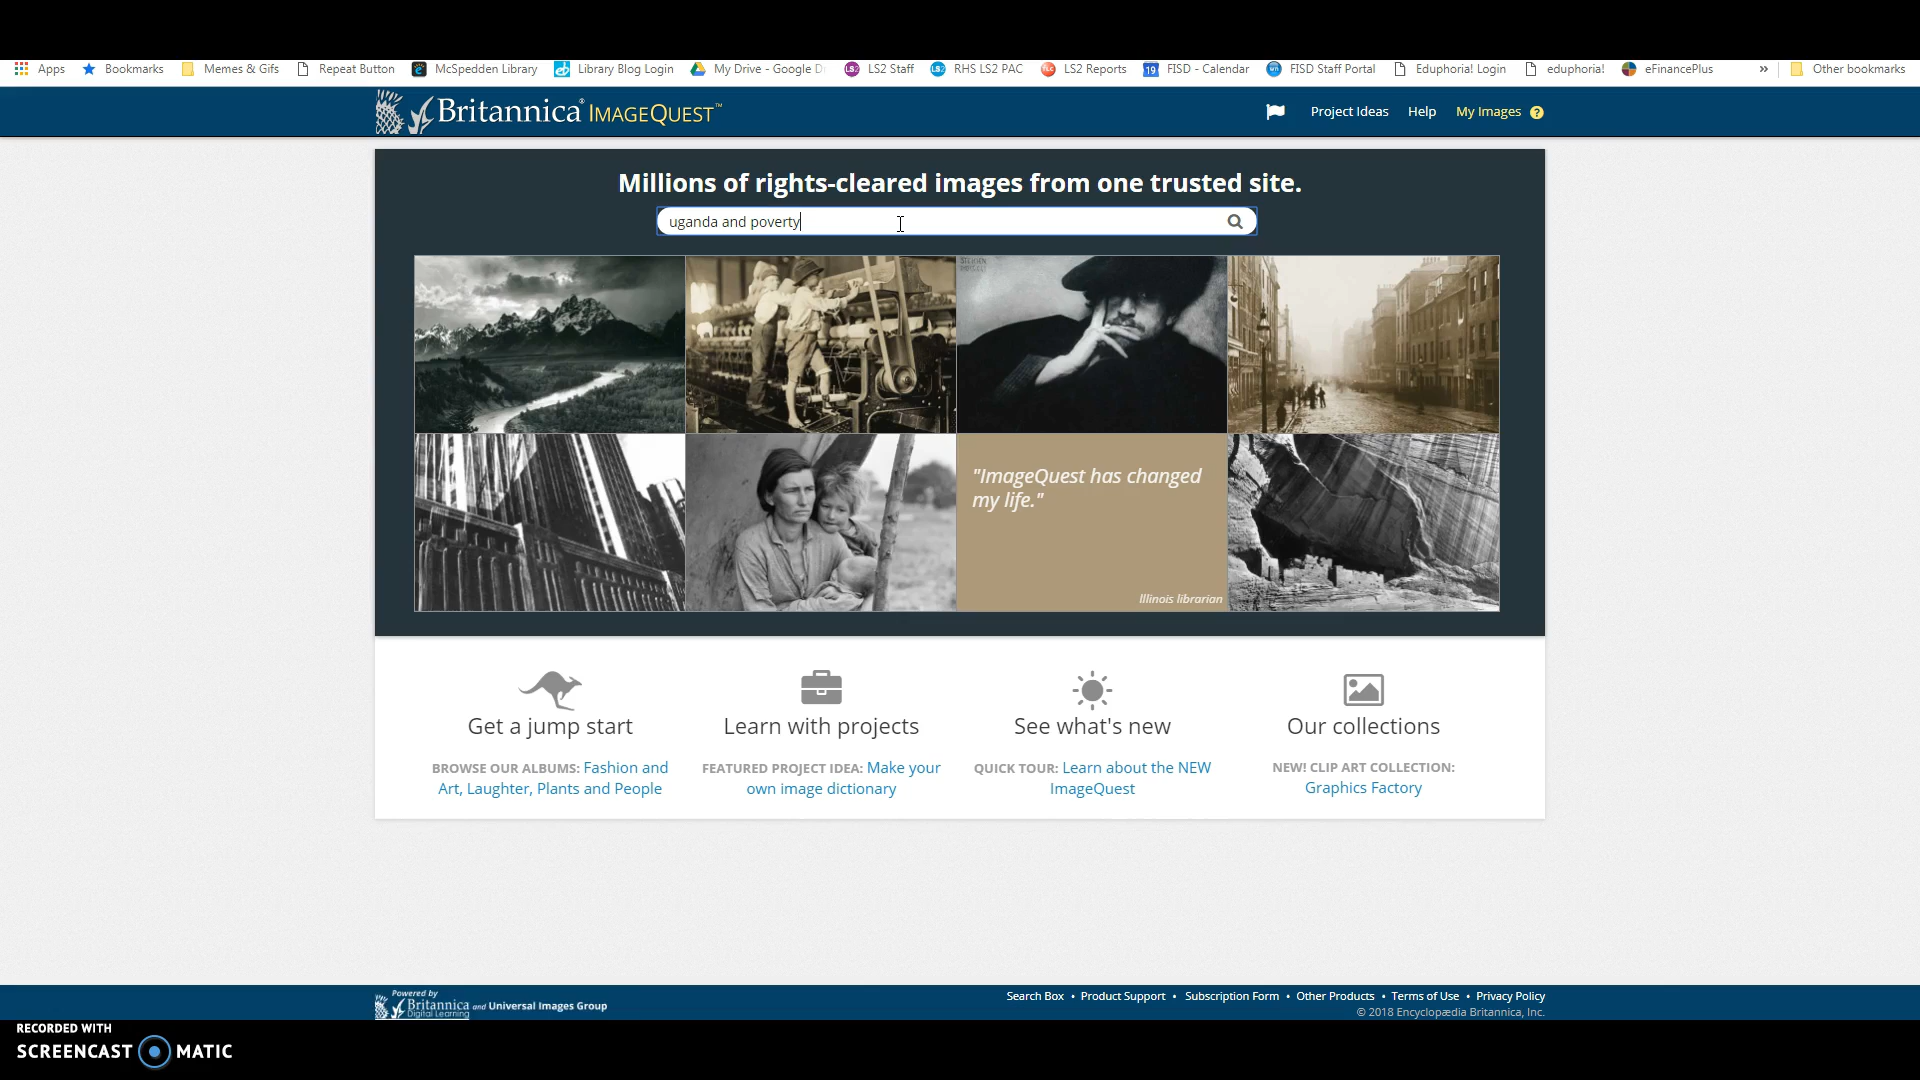 Apps Bookmarks Memes & Gifs Repeat Button McSpedden Library Library Blog Login My Drive - Google D LS2 Staff RHS LS2 PAC LS2 Reports FISD - Calendar FISD Staff Portal Eduphoria! Login eduphoria! eFinancePlus » Other bookmarks
Britannica® IMAGEQUEST™ Project Ideas Help My Images ?
Millions of rights-cleared images from one trusted site.
uganda and poverty
"ImageQuest has changed
my life."
Illinois librarian
Get a jump start
BROWSE OUR ALBUMS: Fashion and
Art, Laughter, Plants and People
Learn with projects
FEATURED PROJECT IDEA: Make your
own image dictionary
See what's new
QUICK TOUR: Learn about the NEW
ImageQuest
Our collections
NEW! CLIP ART COLLECTION:
Graphics Factory
Powered by
Britannica and Universal Images Group
Digital Learning
Search Box • Product Support • Subscription Form • Other Products • Terms of Use • Privacy Policy
© 2018 Encyclopædia Britannica, Inc.
RECORDED WITH
SCREENCAST MATIC